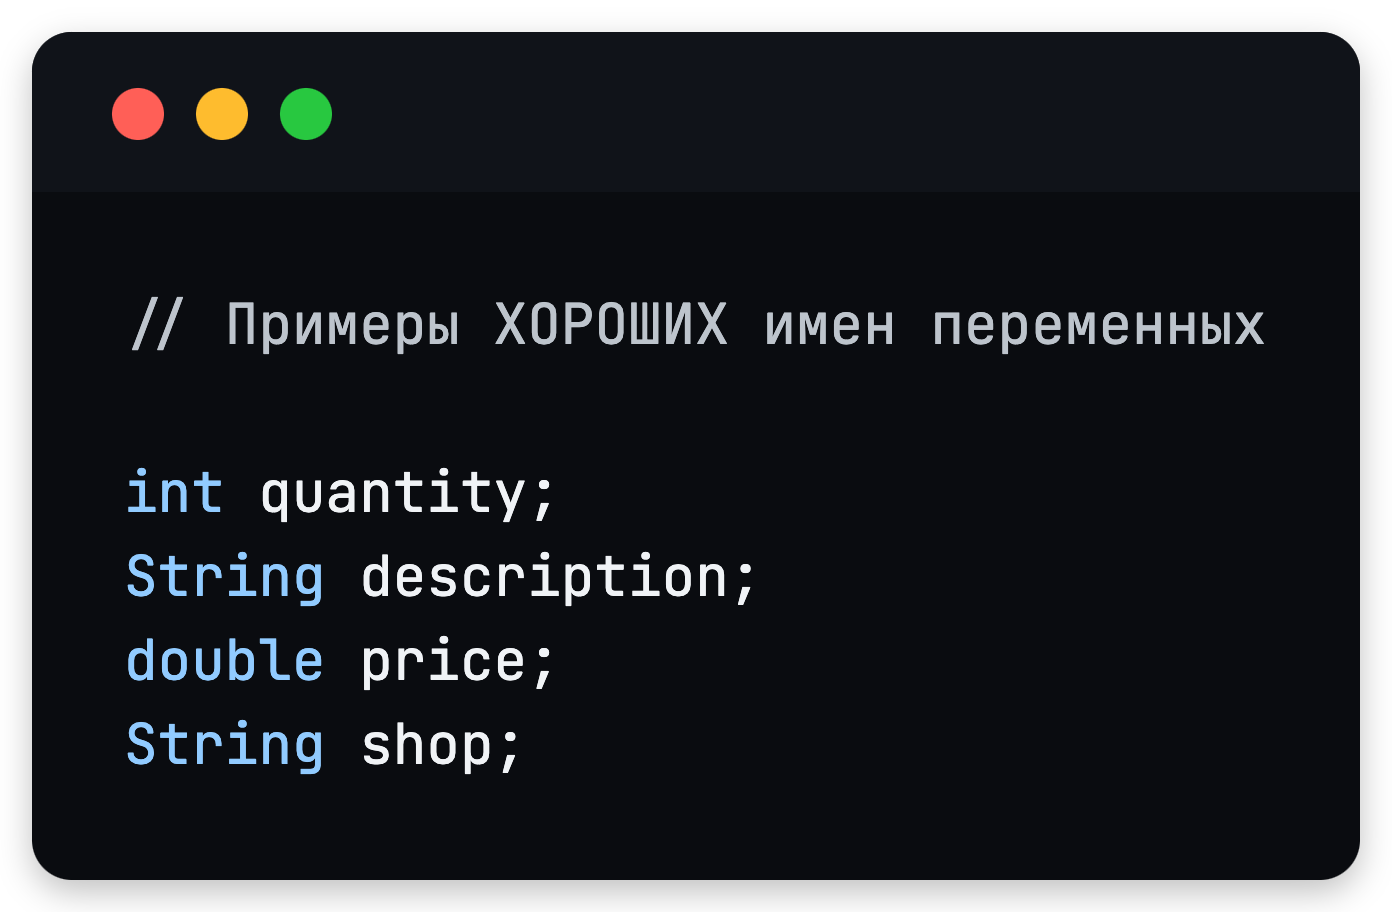 // Примеры ХОРОШИХ имен переменных
int quantity;
String description;
double price;
String shop;